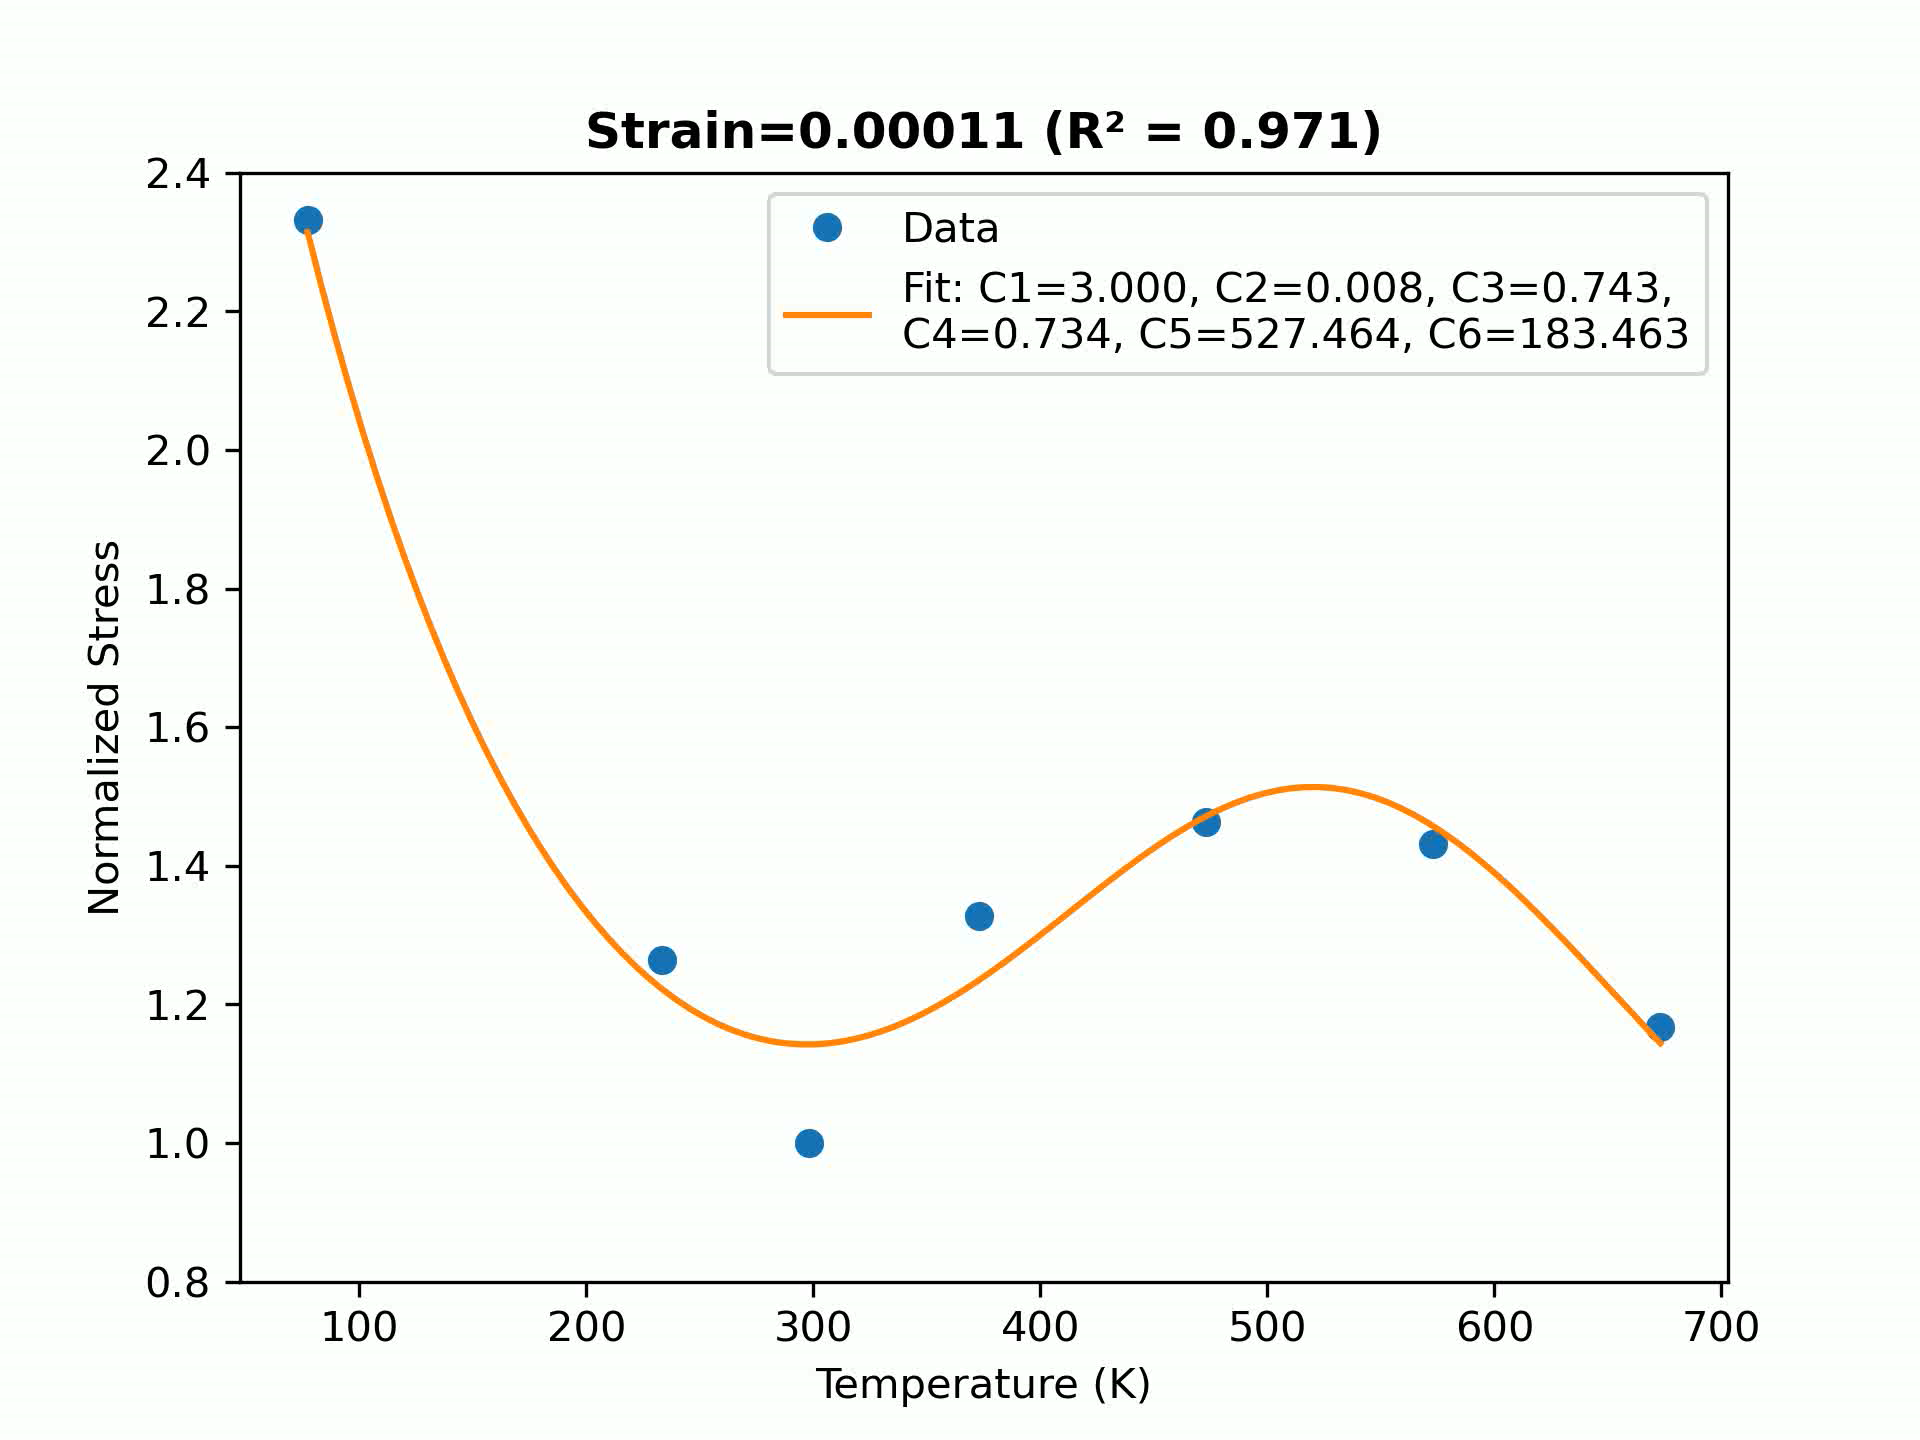 Strain=0.00011 (R² = 0.971)
2.4
2.2
2.0
1.8
1.6
1.4
1.2
1.0
0.8
Normalized Stress
Data
Fit: C1=3.000, C2=0.008, C3=0.743,
C4=0.734, C5=527.464, C6=183.463
100 200 300 400 500 600 700
Temperature (K)